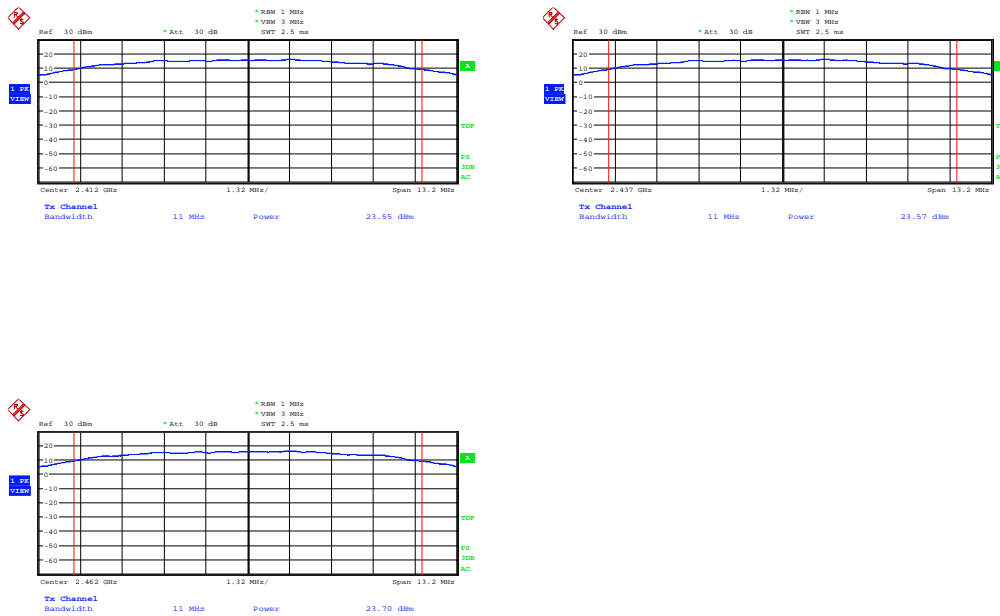 * RBW 1 MHz
* VBW 3 MHz
Ref 30 dBm * Att 30 dB SWT 2.5 ms
20
10
0
-10
-20
-30
-40
-50
-60
A
1 PK
VIEW
TDF
PS
3DB
AC
Center 2.412 GHz 1.32 MHz/ Span 13.2 MHz
Tx Channel
Bandwidth 11 MHz Power 23.55 dBm
* RBW 1 MHz
* VBW 3 MHz
Ref 30 dBm * Att 30 dB SWT 2.5 ms
20
10
0
-10
-20
-30
-40
-50
-60
1 PK
VIEW
Center 2.437 GHz 1.32 MHz/ Span 13.2 MHz
Tx Channel
Bandwidth 11 MHz Power 23.57 dBm
* RBW 1 MHz
* VBW 3 MHz
Ref 30 dBm * Att 30 dB SWT 2.5 ms
20
10
0
-10
-20
-30
-40
-50
-60
A
1 PK
VIEW
TDF
PS
3DB
AC
Center 2.462 GHz 1.32 MHz/ Span 13.2 MHz
Tx Channel
Bandwidth 11 MHz Power 23.70 dBm